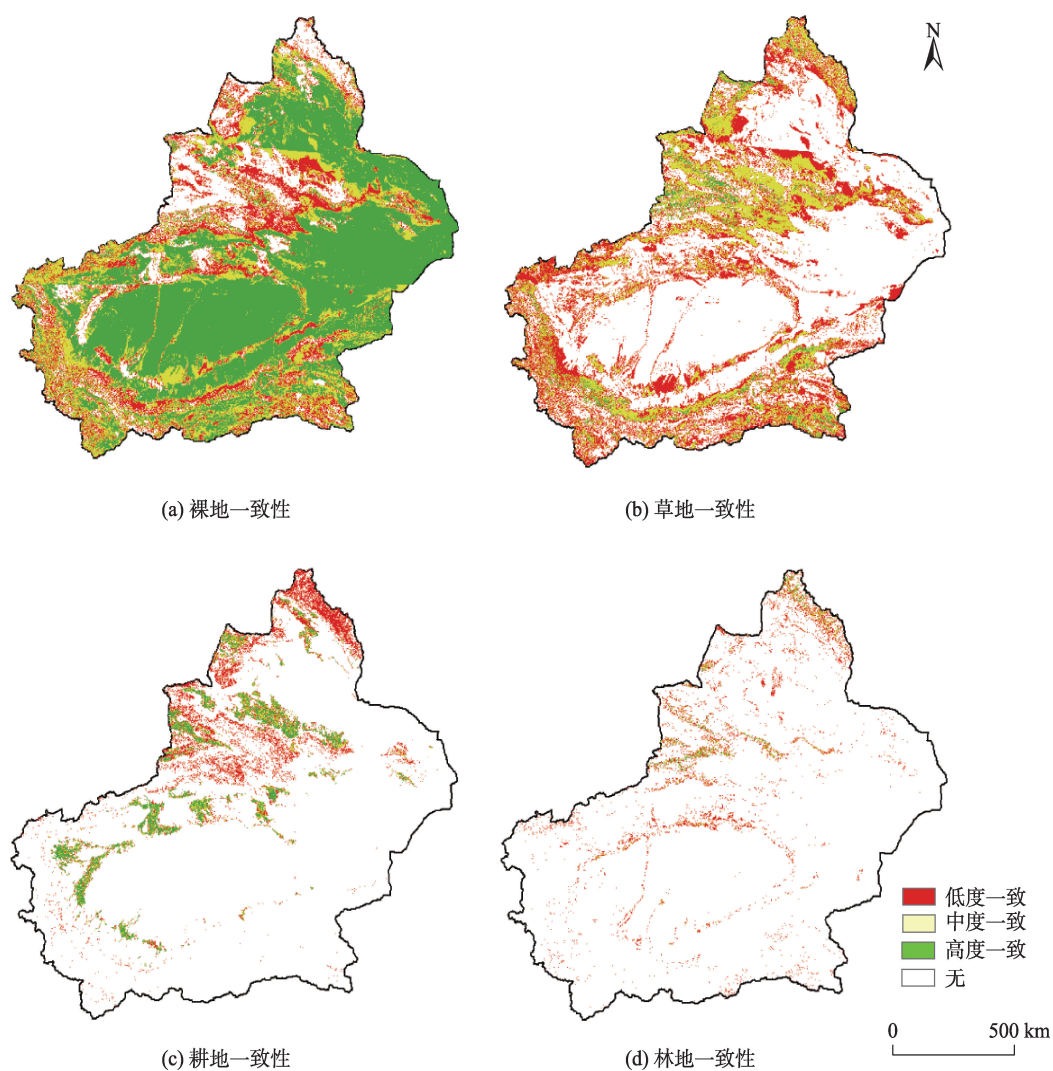 N
(a) 裸地一致性
(b) 草地一致性
低度一致
中度一致
高度一致
无
0 500 km
(c) 耕地一致性
(d) 林地一致性